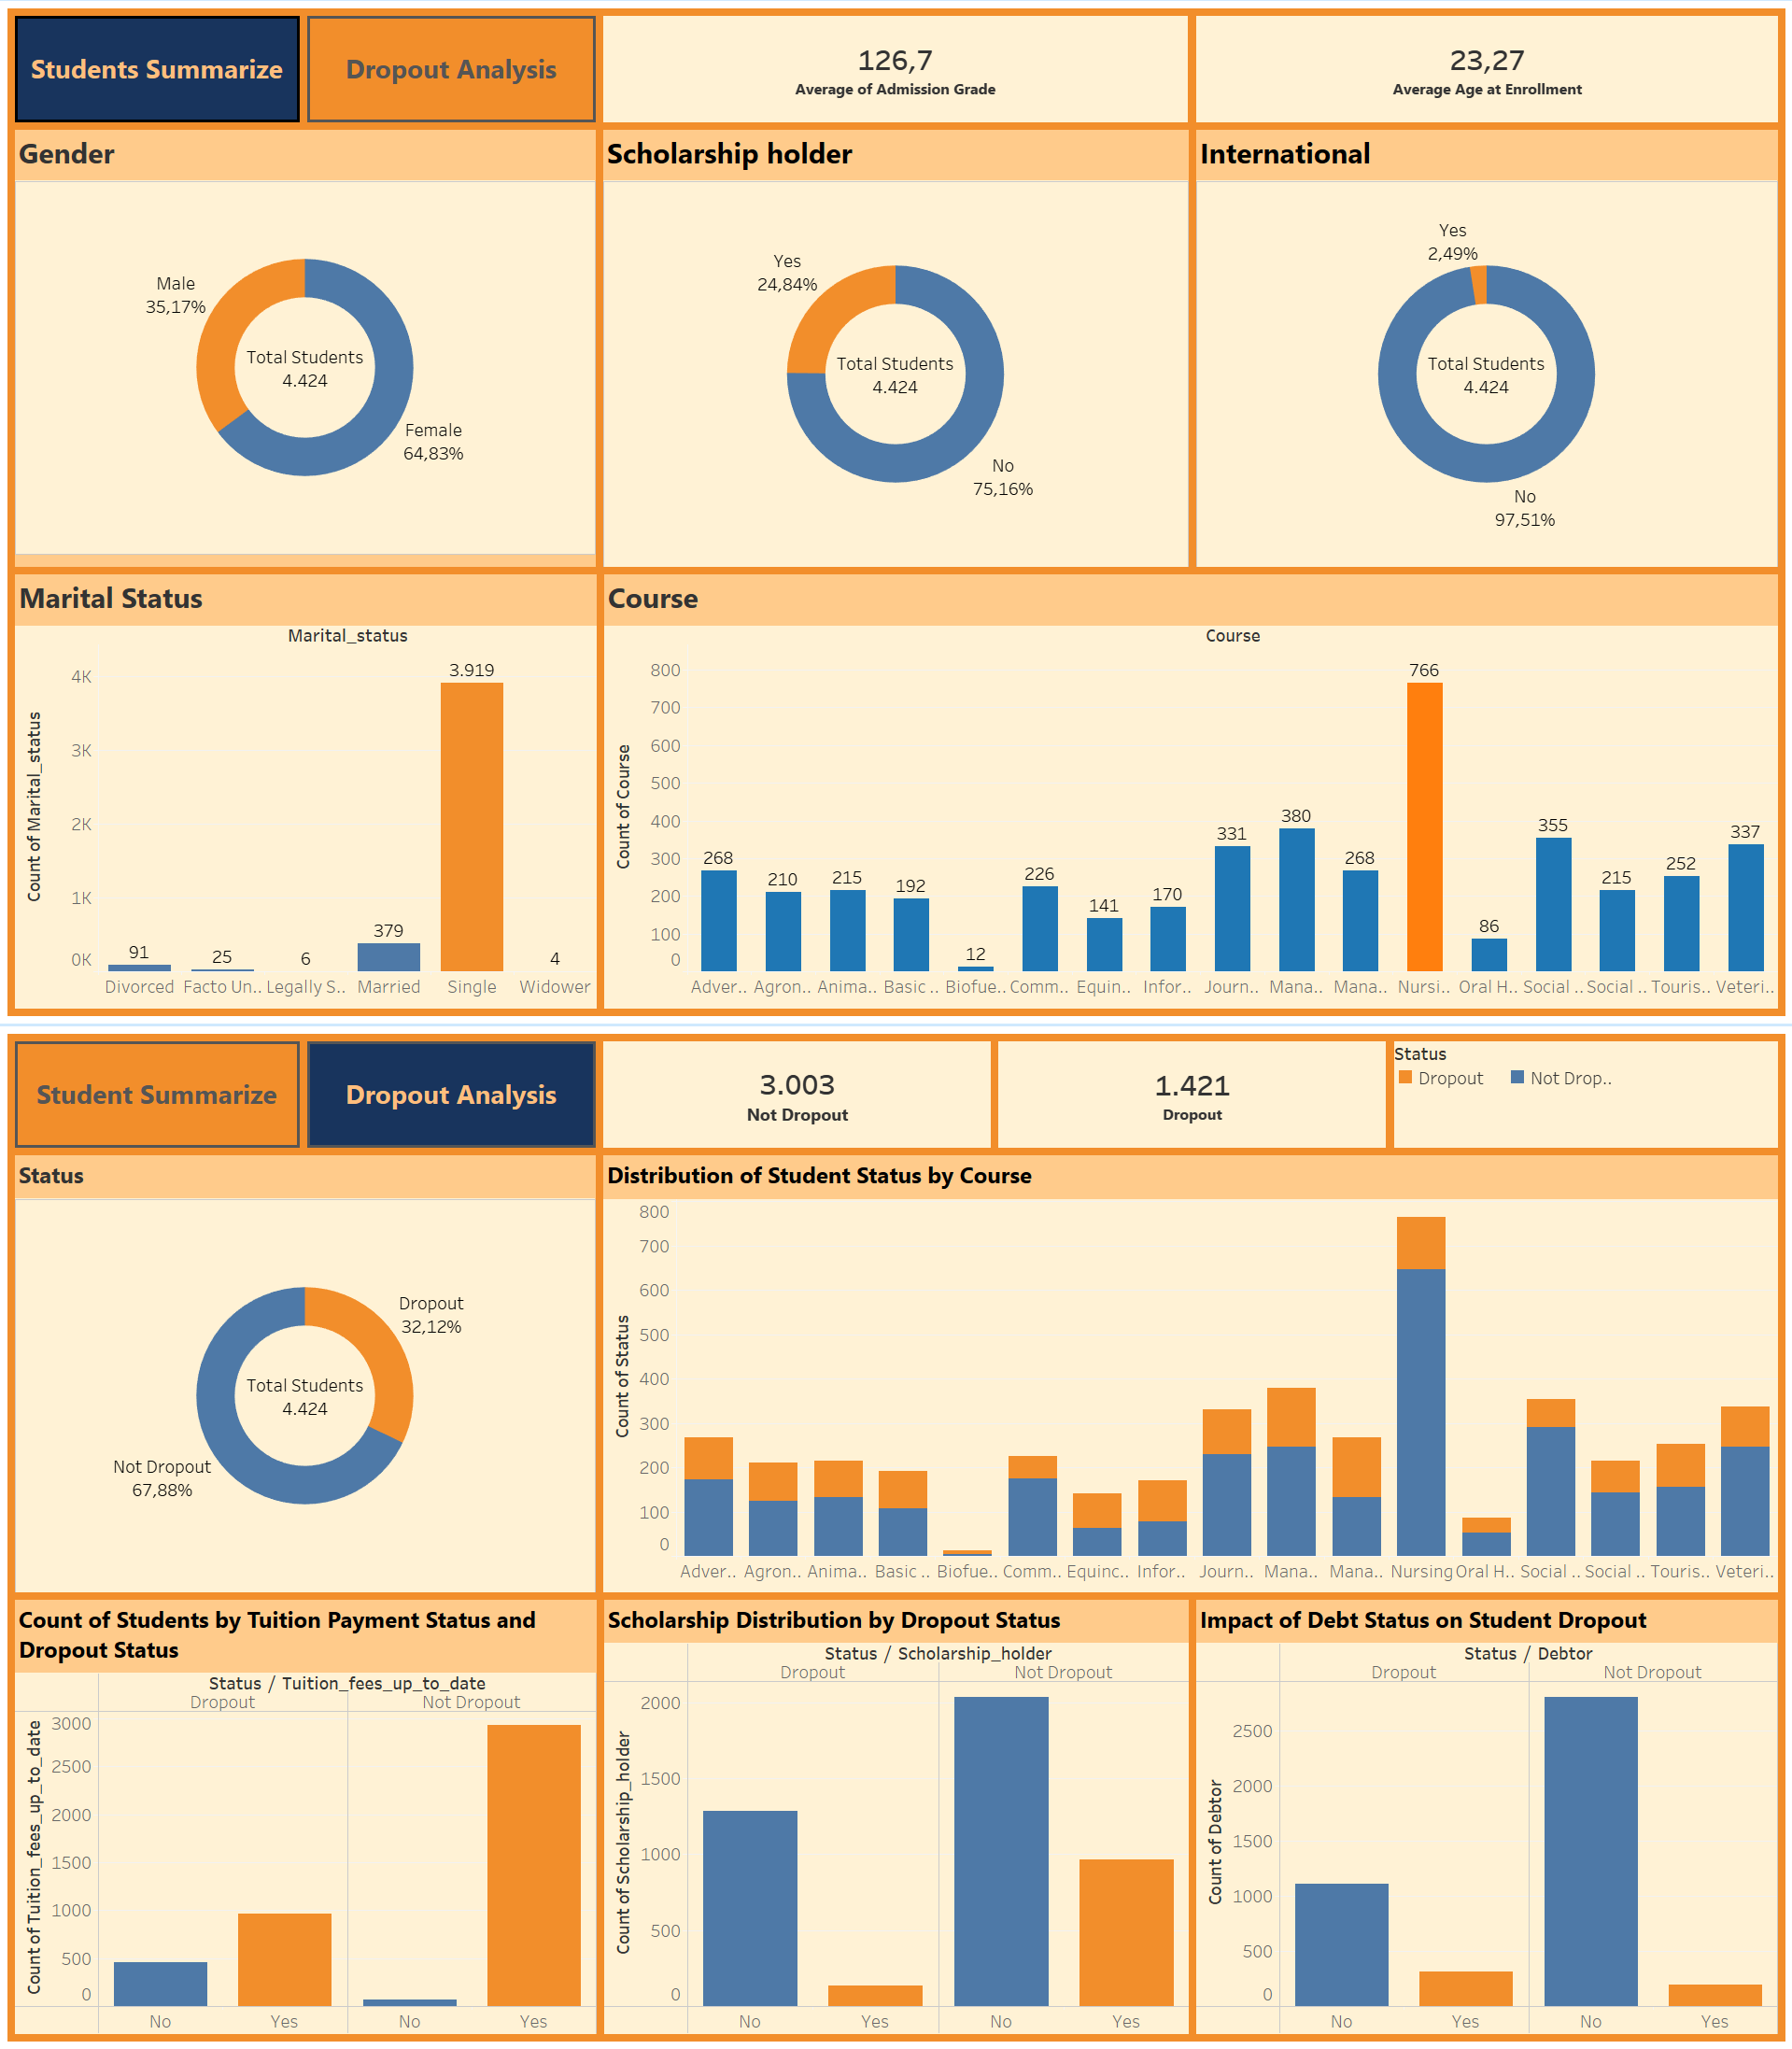 Students Summarize
Dropout Analysis
126,7
Average of Admission Grade
23,27
Average Age at Enrollment
Gender
Male
35,17%
Total Students
4.424
Female
64,83%
Scholarship holder
Yes
24,84%
Total Students
4.424
No
75,16%
International
Yes
2,49%
Total Students
4.424
No
97,51%
Marital Status
Marital_status
Count of Marital_status
4K
3K
2K
1K
0K
91
25
6
379
3.919
4
Divorced
Facto Un..
Legally S..
Married
Single
Widower
Course
Course
Count of Course
800
700
600
500
400
300
200
100
0
268
210
215
192
12
226
141
170
331
380
268
766
86
355
215
252
337
Adver..
Agron..
Anima..
Basic ..
Biofue..
Comm..
Equin..
Infor..
Journ..
Mana..
Mana..
Nursi..
Oral H..
Social ..
Social ..
Touris..
Veteri..
Student Summarize
Dropout Analysis
3.003
Not Dropout
1.421
Dropout
Status
Dropout
Not Drop..
Status
Dropout
32,12%
Total Students
4.424
Not Dropout
67,88%
Distribution of Student Status by Course
Count of Status
800
700
600
500
400
300
200
100
0
Adver..
Agron..
Anima..
Basic ..
Biofue..
Comm..
Equinc..
Infor..
Journ..
Mana..
Mana..
Nursing
Oral H..
Social ..
Social ..
Touris..
Veteri..
Count of Students by Tuition Payment Status and
Dropout Status
Status / Tuition_fees_up_to_date
Dropout
Not Dropout
Count of Tuition_fees_up_to_date
3000
2500
2000
1500
1000
500
0
No
Yes
No
Yes
Scholarship Distribution by Dropout Status
Status / Scholarship_holder
Dropout
Not Dropout
Count of Scholarship_holder
2000
1500
1000
500
0
No
Yes
No
Yes
Impact of Debt Status on Student Dropout
Status / Debtor
Dropout
Not Dropout
Count of Debtor
2500
2000
1500
1000
500
0
No
Yes
No
Yes